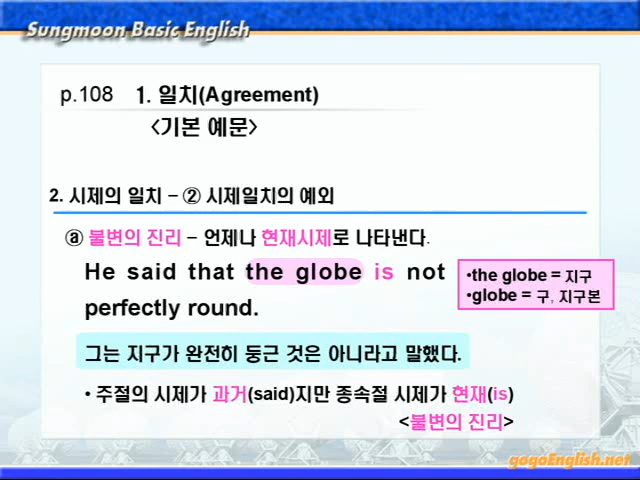 Sungmoon Basic English
p.108 1. 일치(Agreement)
<기본 예문>
2. 시제의 일치 – ② 시제일치의 예외
ⓐ 불변의 진리 – 언제나 현재시제로 나타낸다.
He said that the globe is not
perfectly round.
•the globe = 지구
•globe = 구, 지구본
그는 지구가 완전히 둥근 것은 아니라고 말했다.
• 주절의 시제가 과거(said)지만 종속절 시제가 현재(is)
<불변의 진리>
gogoEnglish.net